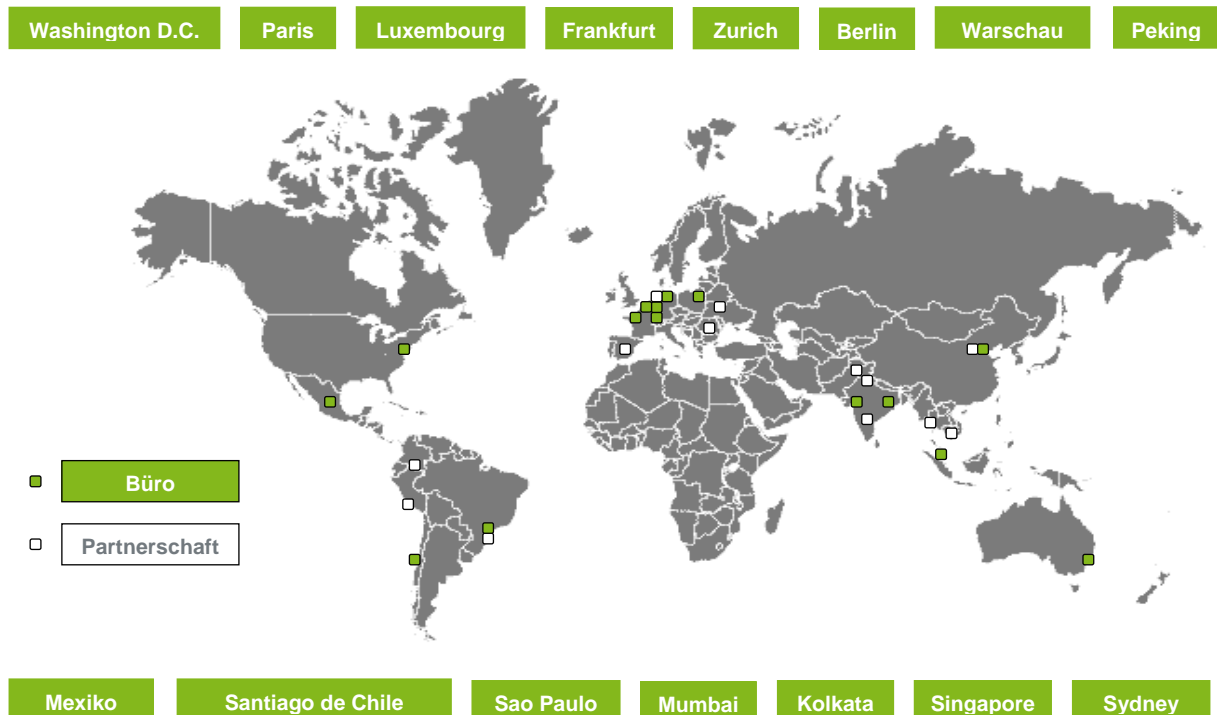 Washington D.C.
Paris
Luxembourg
Frankfurt
Zurich
Berlin
Warschau
Peking
Büro
Partnerschaft
Mexiko
Santiago de Chile
Sao Paulo
Mumbai
Kolkata
Singapore
Sydney